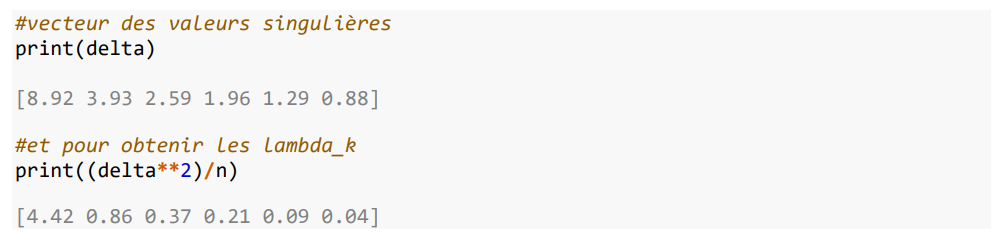 #vecteur des valeurs singulières
print(delta)
[8.92 3.93 2.59 1.96 1.29 0.88]
#et pour obtenir les lambda_k
print((delta**2)/n)
[4.42 0.86 0.37 0.21 0.09 0.04]